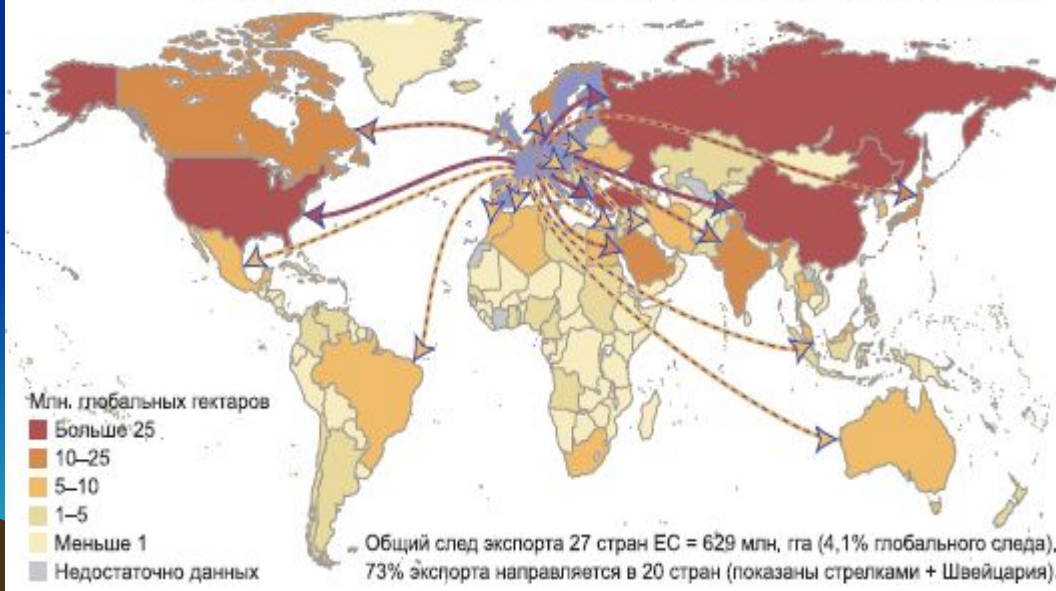 Млн. глобальных гектаров
Больше 25
10–25
5–10
1–5
Меньше 1
Недостаточно данных
Общий след экспорта 27 стран ЕС = 629 млн, гга (4,1% глобального следа).
73% экспорта направляется в 20 стран (показаны стрелками + Швейцария)